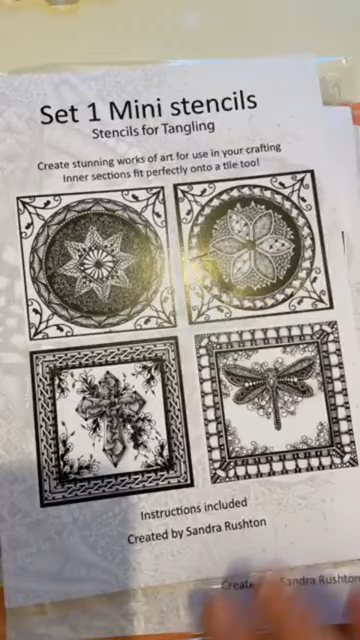 Set 1 Mini stencils
Stencils for Tangling
Create stunning works of art for use in your crafting
Inner sections fit perfectly onto a tile too!
Instructions included
Created by Sandra Rushton
Create Sandra Rushton